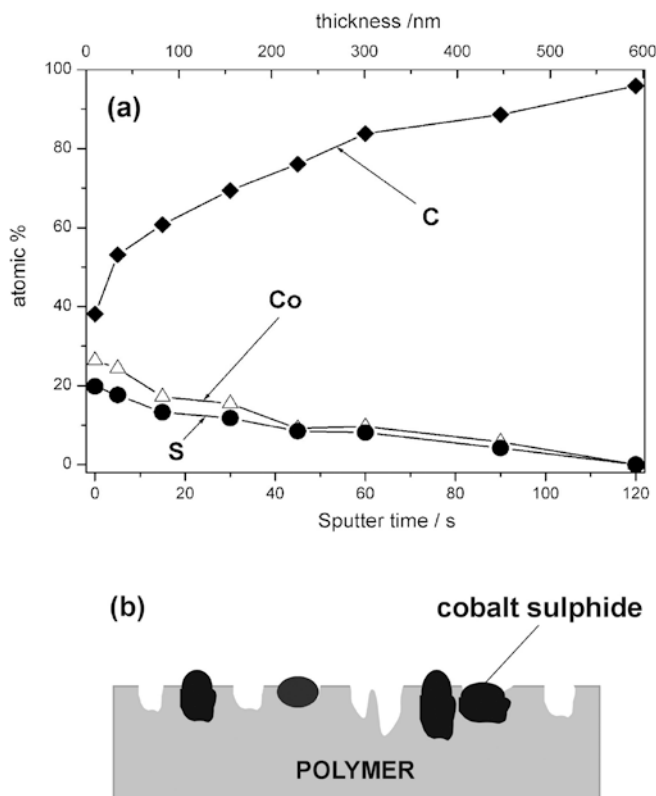 thickness /nm
0 100 200 300 400 500 600
100
(a)
80
C
60
atomic %
40
Co
20
S
0
0 20 40 60 80 100 120
Sputter time / s
(b)
cobalt sulphide
POLYMER